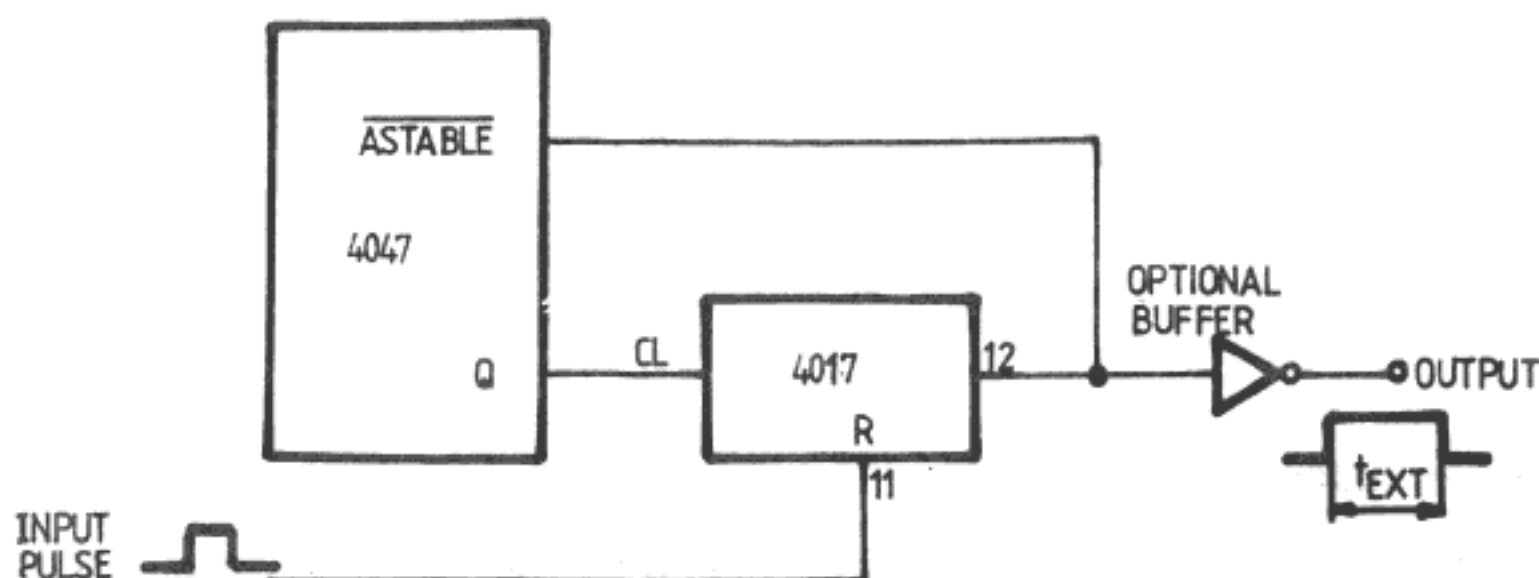 ASTABLE
4047
Q
CL
4017
R
11
12
OPTIONAL
BUFFER
OUTPUT
tEXT
INPUT
PULSE